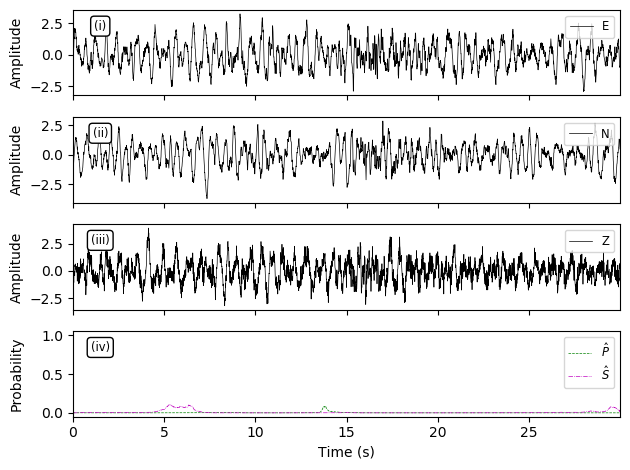 2.5
0.0
−2.5
Amplitude
(i)
E
2.5
0.0
−2.5
Amplitude
(ii)
N
2.5
0.0
−2.5
Amplitude
(iii)
Z
1.0
0.5
0.0
Probability
(iv)
P̂
Ŝ
0 5 10 15 20 25
Time (s)